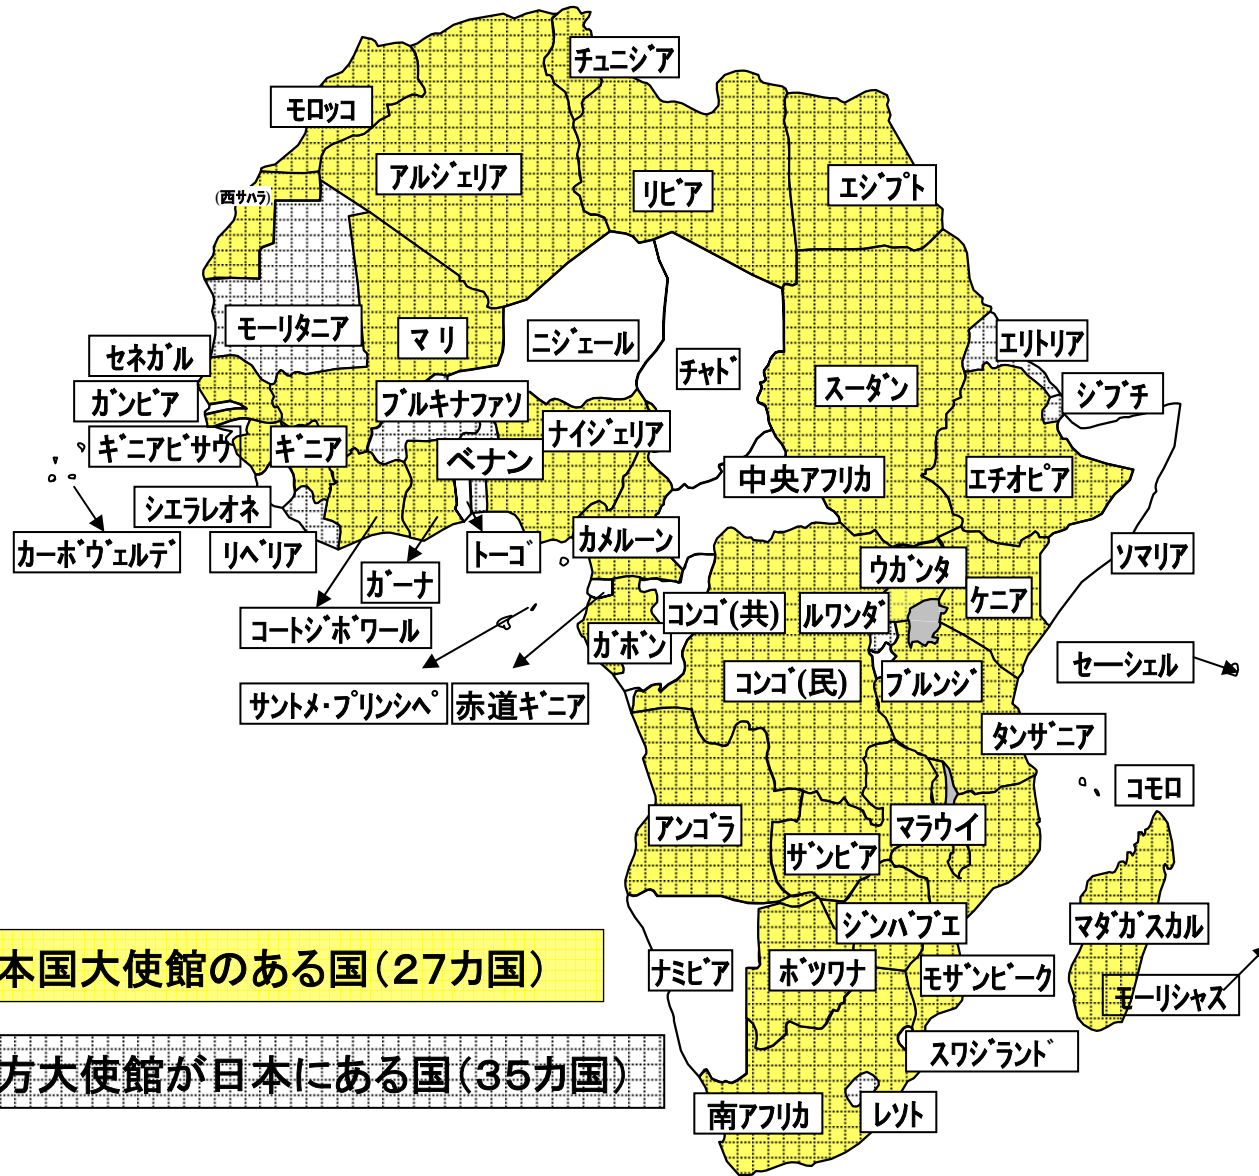 チュニジア
モロッコ
アルジェリア
リビア
エジプト
(西サハラ)
モーリタニア
マリ
ニジェール
チャド
スーダン
エリトリア
セネガル
ジブチ
ガンビア
ブルキナファソ
ナイジェリア
ギニアビサウ
ギニア
ベナン
中央アフリカ
エチオピア
シエラレオネ
カーボヴェルデ
リベリア
トーゴ
カメルーン
ソマリア
ガーナ
ウガンタ
ケニア
コートジボワール
コンゴ(共)
ルワンダ
ガボン
セーシェル
サントメ・プリンシペ
赤道ギニア
コンゴ(民)
ブルンジ
タンザニア
コモロ
アンゴラ
マラウイ
ザンビア
ジンバブエ
マダガスカル
本国大使館のある国(27カ国)
ナミビア
ボツワナ
モザンビーク
モーリシャス
スワジランド
方大使館が日本にある国(35カ国)
南アフリカ
レソト